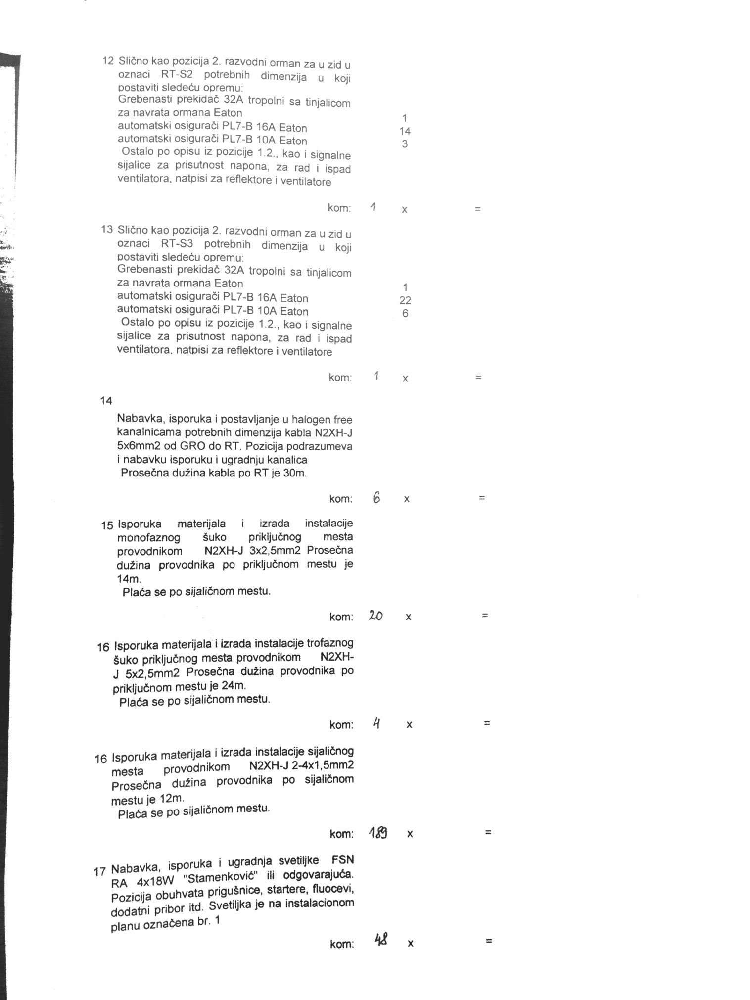 12 Slično kao pozicija 2. razvodni orman za u zid u
oznaci RT-S2 potrebnih dimenzija u koji
postaviti sledeću opremu:
Grebenasti prekidač 32A tropolni sa tinjalicom
za navrata ormana Eaton 1
automatski osigurači PL7-B 16A Eaton 14
automatski osigurači PL7-B 10A Eaton 3
Ostalo po opisu iz pozicije 1.2., kao i signalne
sijalice za prisutnost napona, za rad i ispad
ventilatora, natpisi za reflektore i ventilatore
kom: 1 x =
13 Slično kao pozicija 2. razvodni orman za u zid u
oznaci RT-S3 potrebnih dimenzija u koji
postaviti sledeću opremu:
Grebenasti prekidač 32A tropolni sa tinjalicom
za navrata ormana Eaton 1
automatski osigurači PL7-B 16A Eaton 22
automatski osigurači PL7-B 10A Eaton 6
Ostalo po opisu iz pozicije 1.2., kao i signalne
sijalice za prisutnost napona, za rad i ispad
ventilatora, natpisi za reflektore i ventilatore
kom: 1 x =
14
Nabavka, isporuka i postavljanje u halogen free
kanalnicama potrebnih dimenzija kabla N2XH-J
5x6mm2 od GRO do RT. Pozicija podrazumeva
i nabavku isporuku i ugradnju kanalica
Prosečna dužina kabla po RT je 30m.
kom: 6 x =
15 Isporuka materijala i izrada instalacije
monofaznog šuko priključnog mesta
provodnikom N2XH-J 3x2,5mm2 Prosečna
dužina provodnika po priključnom mestu je
14m.
Plaća se po sijaličnom mestu.
kom: 20 x =
16 Isporuka materijala i izrada instalacije trofaznog
šuko priključnog mesta provodnikom N2XH-
J 5x2,5mm2 Prosečna dužina provodnika po
priključnom mestu je 24m.
Plaća se po sijaličnom mestu.
kom: 4 x =
16 Isporuka materijala i izrada instalacije sijaličnog
mesta provodnikom N2XH-J 2-4x1,5mm2
Prosečna dužina provodnika po sijaličnom
mestu je 12m.
Plaća se po sijaličnom mestu.
kom: 189 x =
17 Nabavka, isporuka i ugradnja svetiljke FSN
RA 4x18W "Stamenković" ili odgovarajuća.
Pozicija obuhvata prigušnice, startere, fluocevi,
dodatni pribor itd. Svetiljka je na instalacionom
planu označena br. 1
kom: 48 x =